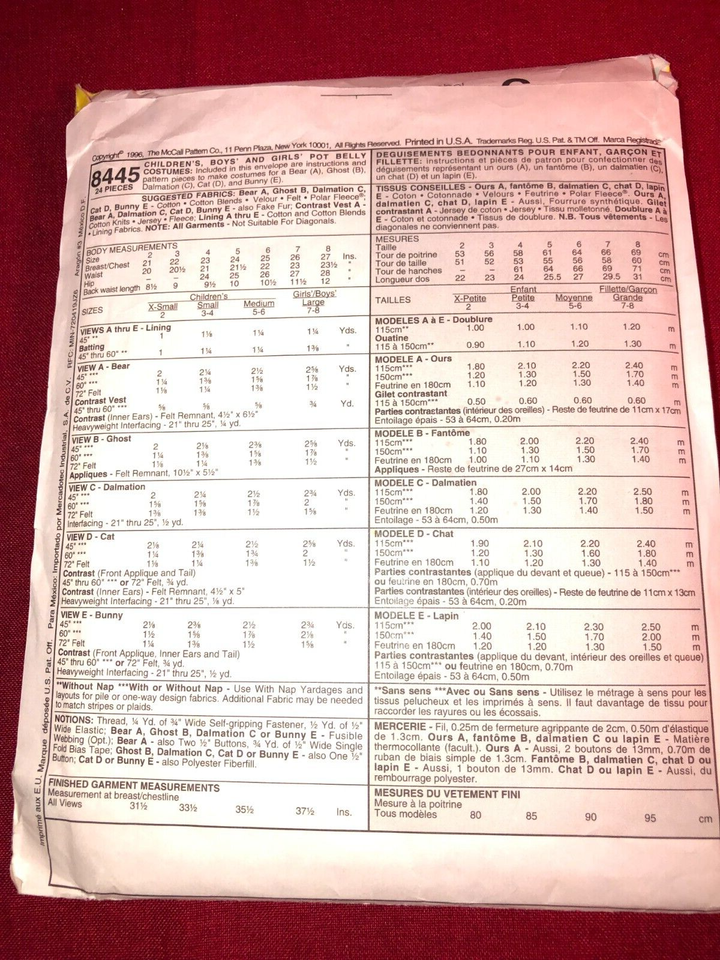 Copyright© 1996, The McCall Pattern Co., 11 Penn Plaza, New York 10001, All Rights Reserved. Printed in U.S.A. Trademarks Reg. U.S. Pat. & TM Off. Marca Registrada
8445
24 PIECES
CHILDREN'S, BOYS' AND GIRLS' POT BELLY
COSTUMES: Included in this envelope are instructions and
pattern pieces to make costumes for a Bear (A), Ghost (B),
Dalmation (C), Cat (D), and Bunny (E).
SUGGESTED FABRICS: Bear A, Ghost B, Dalmation C,
Cat D, Bunny E - Cotton • Cotton Blends • Velour • Felt • Polar Fleece®.
Bear A, Dalmation C, Cat D, Bunny E - also Fake Fur; Contrast Vest A -
Cotton Knits • Jersey Fleece; Lining A thru E - Cotton and Cotton Blends
• Lining Fabrics. NOTE: All Garments - Not Suitable For Diagonals.
BODY MEASUREMENTS
Size 2 3 4 5 6 7 8
Breast/Chest 21 22 23 24 25 26 27 Ins.
Waist 20 20½ 21 21½ 22 23 23½ "
Hip – – 24 25 26 27 28 "
Back waist length 8½ 9 9½ 10 10½ 11½ 12 "
Children's Girls'/Boys'
SIZES X-Small Small Medium Large
2 3-4 5-6 7-8
VIEWS A thru E - Lining
45" ** 1 1⅛ 1¼ 1¼ Yds.
Batting
45" thru 60" ** 1 1¼ 1¼ 1⅜ "
VIEW A - Bear
45" *** 2 2¼ 2½ 2⅝ Yds.
60" *** 1¼ 1⅜ 1⅝ 1⅞ "
72" Felt 1⅛ 1⅜ 1½ "
Contrast Vest
45" thru 60" *** ⅝ ⅝ ⅝ ¾ Yd.
Contrast (Inner Ears) - Felt Remnant, 4½" x 6½"
Heavyweight Interfacing - 21" thru 25", ¼ yd.
VIEW B - Ghost
45" *** 2 2⅛ 2⅜ 2⅝ Yds.
60" *** 1¼ 1⅜ 1⅝ 1⅞ "
72" Felt 1⅛ 1¼ 1⅜ 1½ "
Appliques - Felt Remnant, 10½" x 5½"
VIEW C - Dalmation
45" *** 2 2¼ 2½ 2¾ Yds.
60" *** 1⅝ 1⅝ 1⅞ 2 "
72" Felt 1⅜ 1½ 1⅝ "
Interfacing - 21" thru 25", ½ yd.
VIEW D - Cat
45" *** 2⅛ 2¼ 2½ 2⅝ Yds.
60" *** 1¼ 1⅜ 1¾ 2 "
72" Felt 1⅜ 1⅜ 1½ "
Contrast (Front Applique and Tail)
45" thru 60" *** or 72" Felt, ¾ yd.
Contrast (Inner Ears) - Felt Remnant, 4½" x 5"
Heavyweight Interfacing - 21" thru 25", ⅛ yd.
VIEW E - Bunny
45" *** 2⅛ 2⅜ 2½ 2¾ Yds.
60" *** 1½ 1⅝ 1⅞ 2⅛ "
72" Felt 1¼ 1⅜ 1½ 1⅝ "
Contrast (Front Applique, Inner Ears and Tail)
45" thru 60" *** or 72" Felt, ¾ yd.
Heavyweight Interfacing - 21" thru 25", ½ yd.
**Without Nap ***With or Without Nap - Use With Nap Yardages and
layouts for pile or one-way design fabrics. Additional Fabric may be needed
to match stripes or plaids.
NOTIONS: Thread, ¼ Yd. of ¾" Wide Self-gripping Fastener, ½ Yd. of ½"
Wide Elastic; Bear A, Ghost B, Dalmation C or Bunny E - Fusible
Webbing (Opt.); Bear A - also Two ½" Buttons, ¾ Yd. of ½" Wide Single
Fold Bias Tape; Ghost B, Dalmation C, Cat D or Bunny E - also One ½"
Button; Cat D or Bunny E - also Polyester Fiberfill.
FINISHED GARMENT MEASUREMENTS
Measurement at breast/chestline
All Views 31½ 33½ 35½ 37½ Ins.
DEGUISEMENTS BEDONNANTS POUR ENFANT, GARÇON ET
FILLETTE: Instructions et pièces de patron pour confectionner des
déguisements représentant un ours (A), un fantôme (B), un dalmatien (C),
un chat (D) et un lapin (E).
TISSUS CONSEILLES - Ours A, fantôme B, dalmatien C, chat D, lapin
E - Coton • Cotonnade • Velours • Feutrine • Polar Fleece®. Ours A,
dalmatien C, chat D, lapin E - Aussi, Fourrure synthétique. Gilet
contrastant A - Jersey de coton • Jersey • Tissu molletonné. Doublure A à
E - Coton et cotonnade • Tissus de doublure. N.B. Tous vêtements - Les
diagonales ne conviennent pas.
MESURES
Taille 2 3 4 5 6 7 8
Tour de poitrine 53 56 58 61 64 66 69 cm
Tour de taille 51 52 53 55 56 58 60 cm
Tour de hanches – – 61 64 66 69 71 cm
Longueur dos 22 23 24 25.5 27 29.5 31 cm
Enfant Fillette/Garçon
TAILLES X-Petite Petite Moyenne Grande
2 3-4 5-6 7-8
MODELES A à E - Doublure
115cm** 1.00 1.00 1.10 1.20 m
Ouatine
115 à 150cm** 0.90 1.10 1.20 1.30 m
MODELE A - Ours
115cm*** 1.80 2.10 2.20 2.40 m
150cm*** 1.20 1.30 1.50 1.70 m
Feutrine en 180cm 1.10 1.20 1.30 1.40 m
Gilet contrastant
115 à 150cm*** 0.50 0.60 0.60 0.60 m
Parties contrastantes (intérieur des oreilles) - Reste de feutrine de 11cm x 17cm
Entoilage épais - 53 à 64cm, 0.20m
MODELE B - Fantôme
115cm*** 1.80 2.00 2.20 2.40 m
150cm*** 1.10 1.30 1.50 1.70 m
Feutrine en 180cm 1.00 1.10 1.30 1.40 m
Appliques - Reste de feutrine de 27cm x 14cm
MODELE C - Dalmatien
115cm*** 1.80 2.00 2.20 2.50 m
150cm*** 1.40 1.50 1.70 1.80 m
Feutrine en 180cm 1.20 1.30 1.40 1.50 m
Entoilage - 53 à 64cm, 0.50m
MODELE D - Chat
115cm*** 1.90 2.10 2.20 2.40 m
150cm*** 1.20 1.30 1.60 1.80 m
Feutrine en 180cm 1.10 1.20 1.30 1.40 m
Parties contrastantes (applique du devant et queue) - 115 à 150cm***
ou feutrine en 180cm, 0.70m
Parties contrastantes (intérieur des oreilles) - Reste de feutrine de 11cm x 13cm
Entoilage épais - 53 à 64cm, 0.20m
MODELE E - Lapin
115cm*** 2.00 2.10 2.30 2.50 m
150cm*** 1.40 1.50 1.70 2.00 m
Feutrine en 180cm 1.20 1.20 1.30 1.50 m
Parties contrastantes (applique du devant, intérieur des oreilles et queue)
115 à 150cm*** ou feutrine en 180cm, 0.70m
Entoilage épais - 53 à 64cm, 0.50m
**Sans sens ***Avec ou Sans sens - Utilisez le métrage à sens pour les
tissus pelucheux et les imprimés à sens. Il faut davantage de tissu pour
raccorder les rayures ou les écossais.
MERCERIE - Fil, 0.25m de fermeture agrippante de 2cm, 0.50m d'élastique
de 1.3cm. Ours A, fantôme B, dalmatien C ou lapin E - Matière
thermocollante (facult.). Ours A - Aussi, 2 boutons de 13mm, 0.70m de
ruban de biais simple de 1.3cm. Fantôme B, dalmatien C, chat D ou
lapin E - Aussi, 1 bouton de 13mm. Chat D ou lapin E - Aussi, du
rembourrage polyester.
MESURES DU VETEMENT FINI
Mesure à la poitrine
Tous modèles 80 85 90 95 cm
Imprimé aux E.U. Marque déposée U.S. Pat. Off. Para México: Importado por Mercadotec Industrial, S.A. de C.V. RFC: MIN-720419JZ6 Aragon #3 México D.F.